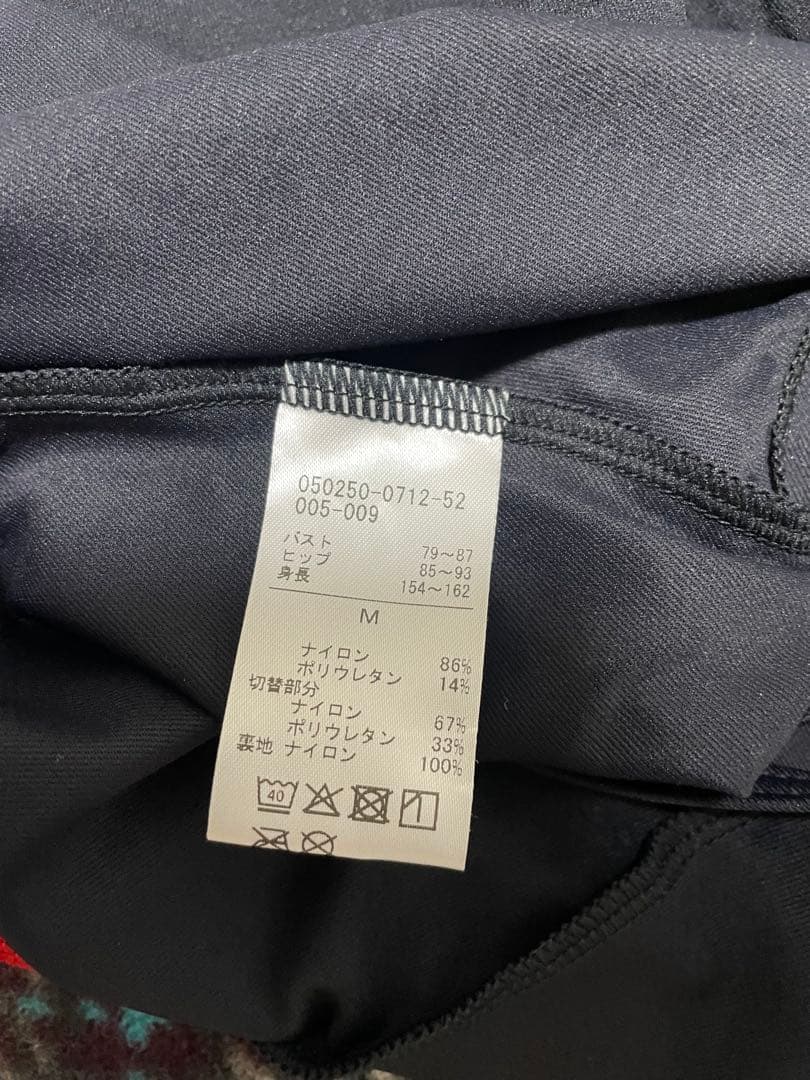 050250-0712-52
005-009
バスト 79~87
ヒップ 85~93
身長 154~162
M
ナイロン 86%
ポリウレタン 14%
切替部分
ナイロン 67%
ポリウレタン 33%
裏地 ナイロン 100%
40